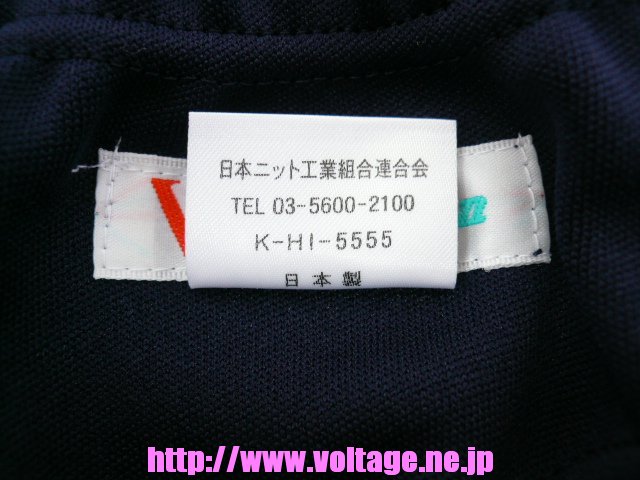 日本ニット工業組合連合会
TEL 03-5600-2100
K-HI-5555
日本製
http://www.voltage.ne.jp